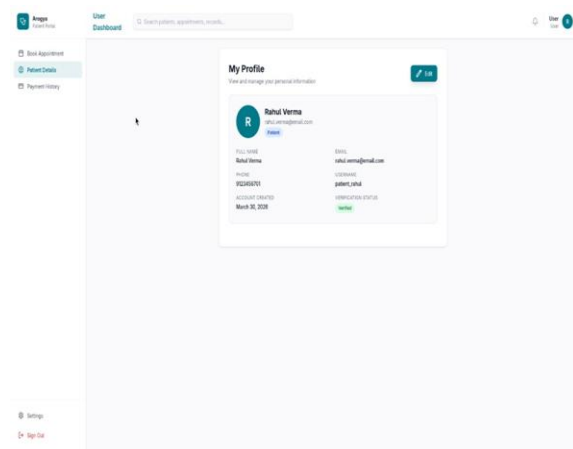 Arogya
Patient Portal
User
Dashboard
Search patients, appointments, records...
User
User
R
Book Appointment
Patient Details
Payment History
My Profile
View and manage your personal information
Edit
R
Rahul Verma
rahul.verma@email.com
Patient
FULL NAME
Rahul Verma
EMAIL
rahul.verma@email.com
PHONE
9123456701
USERNAME
patient_rahul
ACCOUNT CREATED
March 30, 2026
VERIFICATION STATUS
Verified
Settings
Sign Out